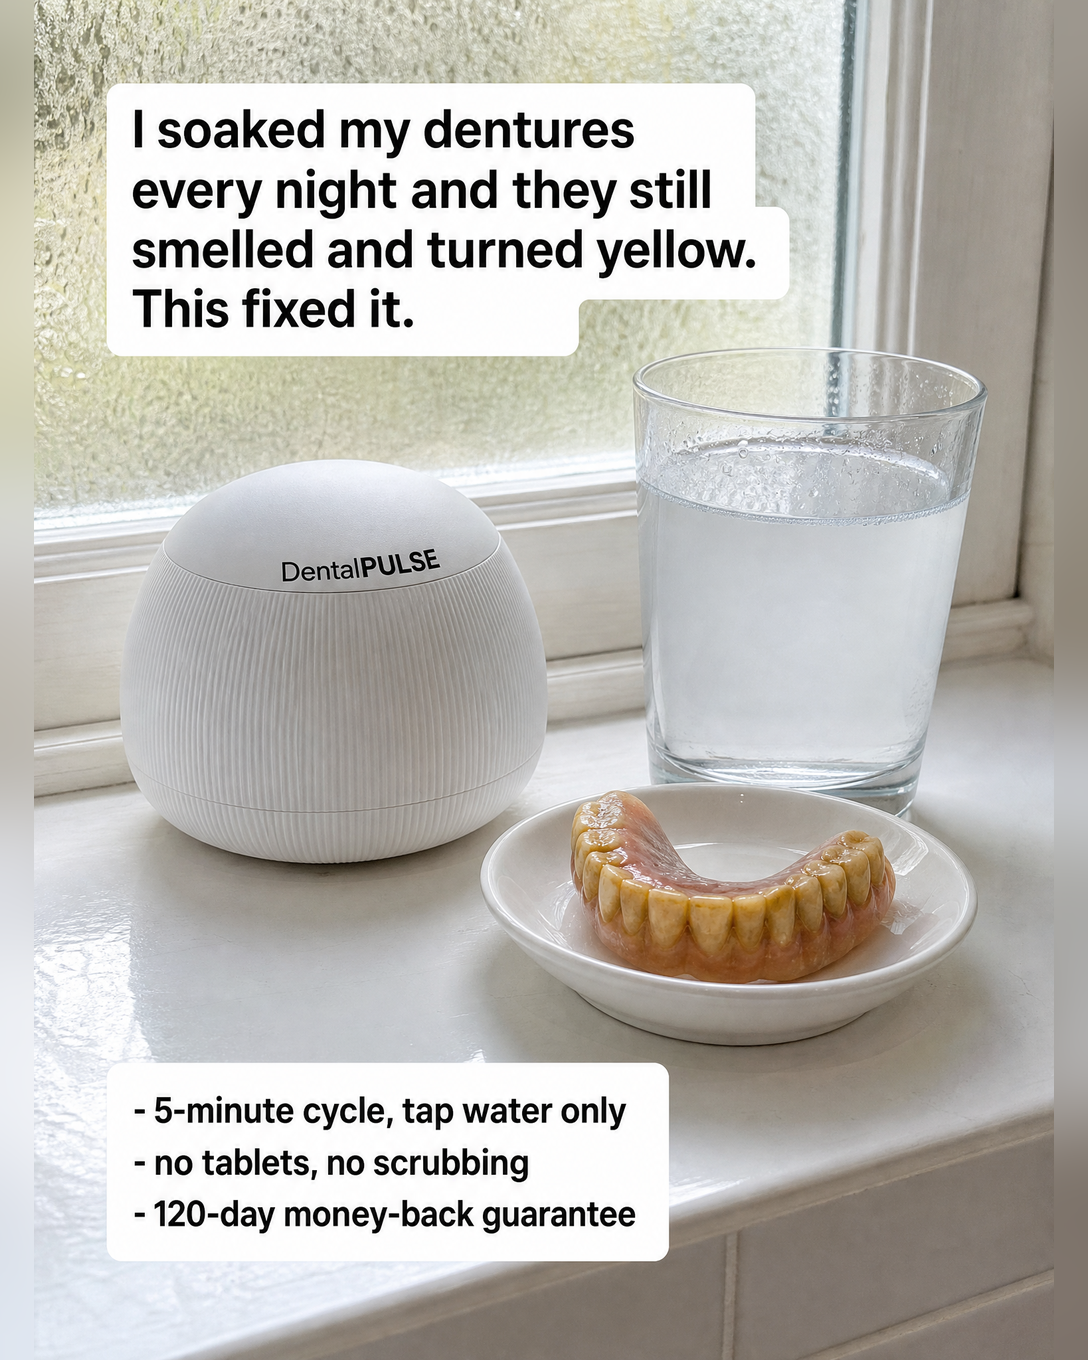 I soaked my dentures
every night and they still
smelled and turned yellow.
This fixed it.
DentalPULSE
- 5-minute cycle, tap water only
- no tablets, no scrubbing
- 120-day money-back guarantee